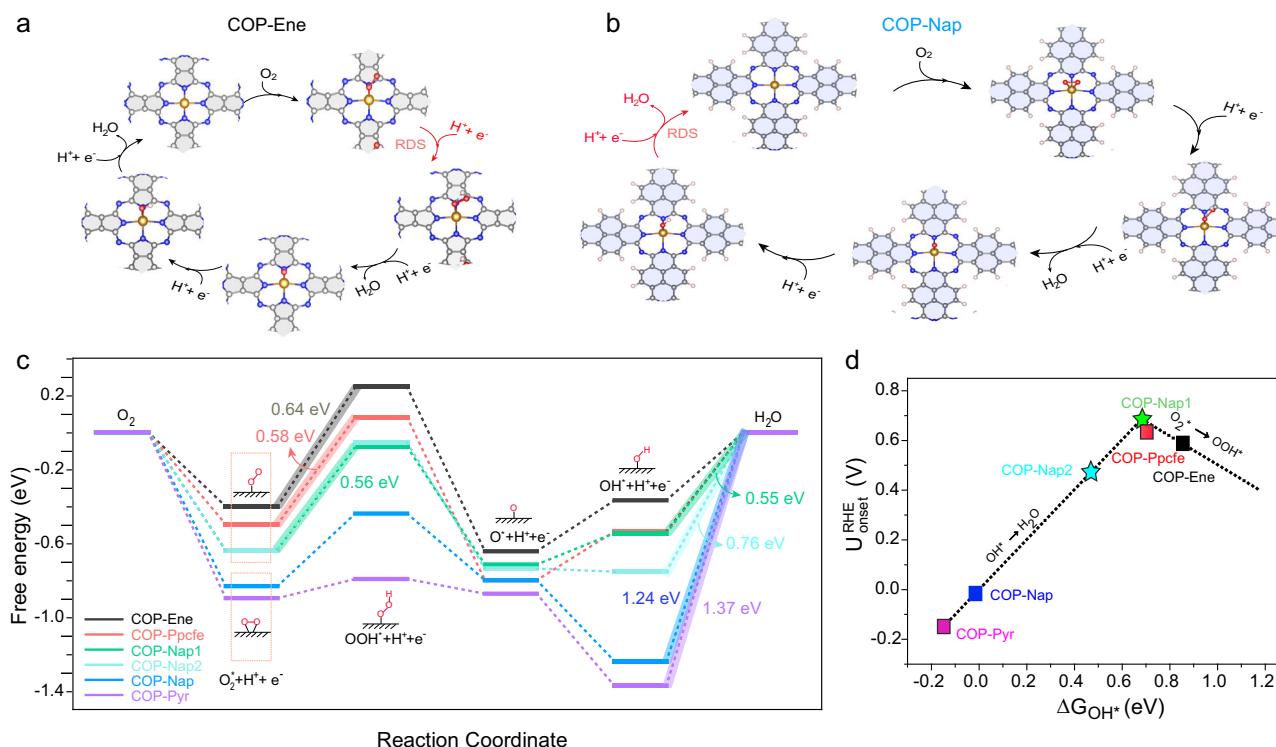 a
COP-Ene
O₂
H₂O
H⁺+ e⁻
RDS
H⁺+ e⁻
H⁺+ e⁻
H₂O
H⁺+ e⁻
b
COP-Nap
O₂
H₂O
H⁺+ e⁻
RDS
H⁺+ e⁻
H⁺+ e⁻
H₂O
H⁺+ e⁻
c
Free energy (eV)
0.2
-0.2
-0.6
-1.0
-1.4
O₂
0.64 eV
0.58 eV
0.56 eV
O
O
O-O
O₂*+H⁺+ e⁻
H
O
O
OOH*+H⁺+e⁻
O
O*+H⁺+e⁻
H
O
OH*+H⁺+e⁻
H₂O
0.55 eV
0.76 eV
1.24 eV
1.37 eV
COP-Ene
COP-Ppcfe
COP-Nap1
COP-Nap2
COP-Nap
COP-Pyr
Reaction Coordinate
d
U onset RHE (V)
0.8
0.6
0.4
0.2
0.0
-0.2
COP-Nap1
O₂* → OOH*
COP-Ppcfe
COP-Ene
COP-Nap2
OH* → H₂O
COP-Nap
COP-Pyr
-0.2 0.0 0.2 0.4 0.6 0.8 1.0 1.2
ΔG OH* (eV)